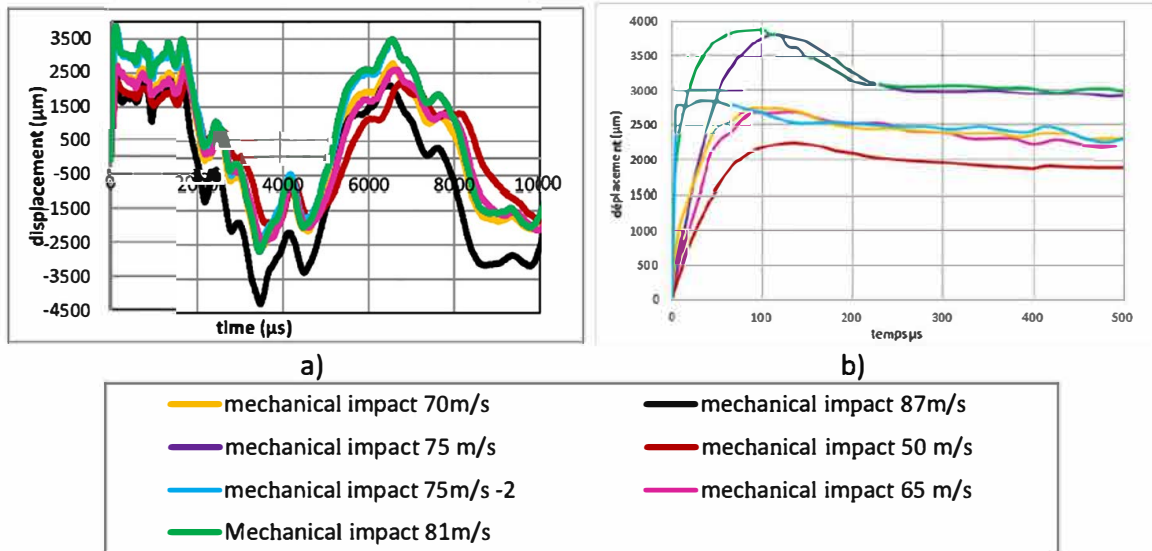 3500
2500
1500
500
-500
-1500
-2500
-3500
-4500
displacement (µm)
0
4000
6000
8000
10000
time (µs)
a)
4000
3500
3000
2500
2000
1500
1000
500
0
déplacement (µm)
0
100
200
300
400
500
temps µs
b)
mechanical impact 70m/s
mechanical impact 87m/s
mechanical impact 75 m/s
mechanical impact 50 m/s
mechanical impact 75m/s -2
mechanical impact 65 m/s
Mechanical impact 81m/s